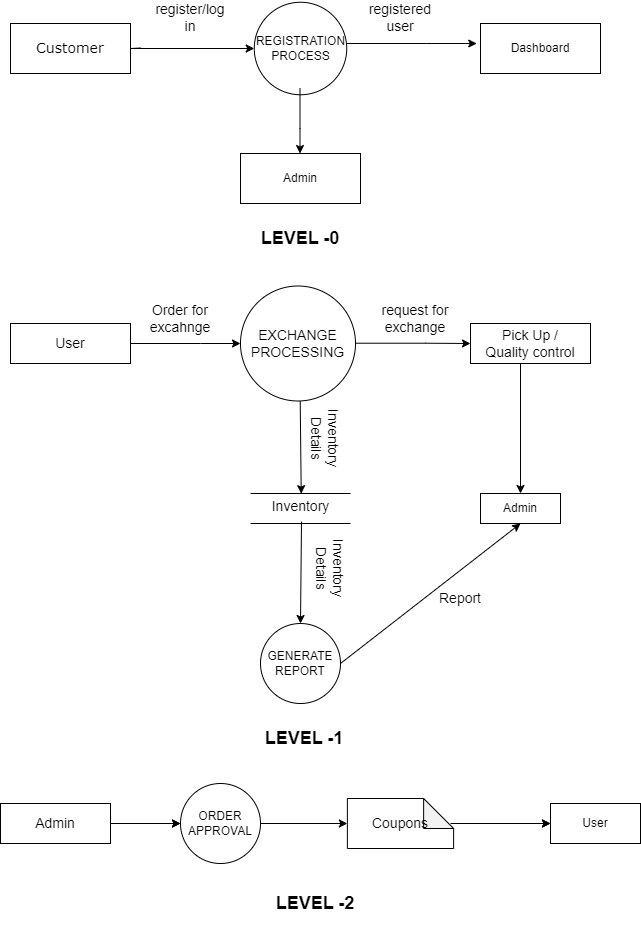 register/log
in
registered
user
Customer
REGISTRATION
PROCESS
Dashboard
Admin
LEVEL -0
Order for
excahnge
request for
exchange
User
EXCHANGE
PROCESSING
Pick Up /
Quality control
Inventory
Details
Inventory
Admin
Inventory
Details
Report
GENERATE
REPORT
LEVEL -1
Admin
ORDER
APPROVAL
Coupons
User
LEVEL -2